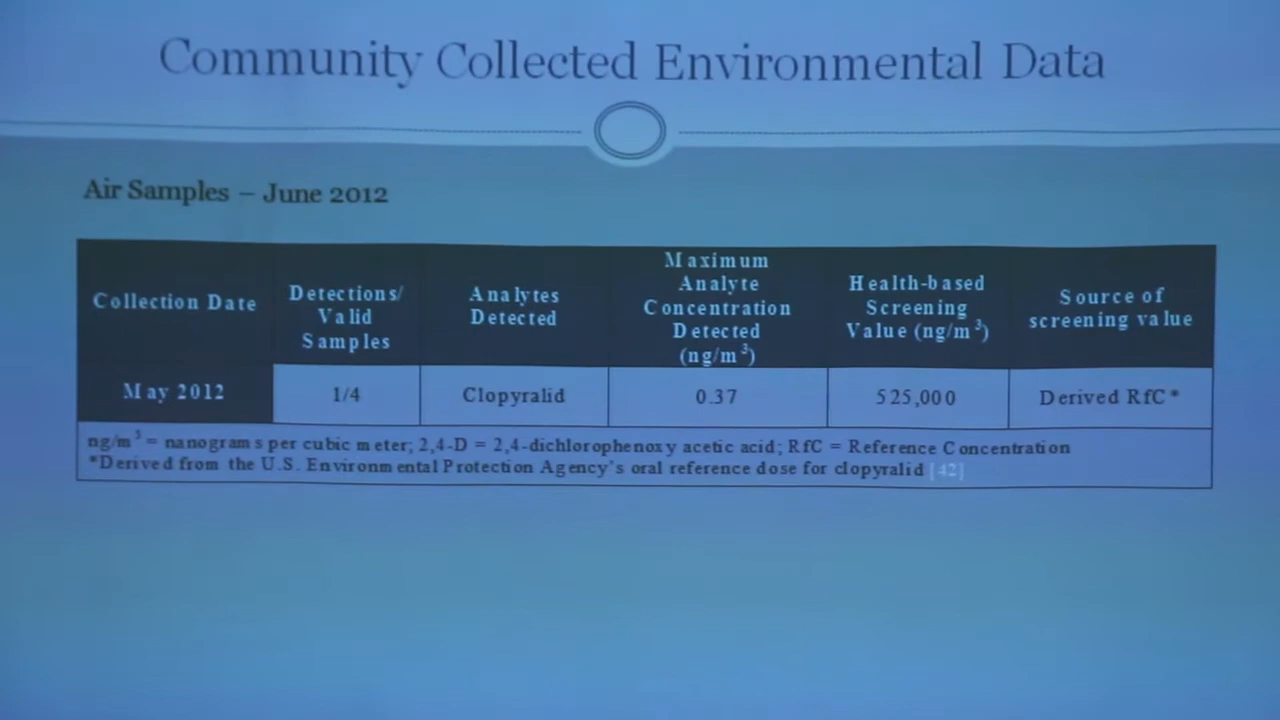 Community Collected Environmental Data
Air Samples – June 2012
Collection Date
Detections/
Valid
Samples
Analytes
Detected
Maximum
Analyte
Concentration
Detected
(ng/m³)
Health-based
Screening
Value (ng/m³)
Source of
screening value
May 2012
1/4
Clopyralid
0.37
525,000
Derived RfC*
ng/m³ = nanograms per cubic meter; 2,4-D = 2,4-dichlorophenoxy acetic acid; RfC = Reference Concentration
*Derived from the U.S. Environmental Protection Agency's oral reference dose for clopyralid [42]